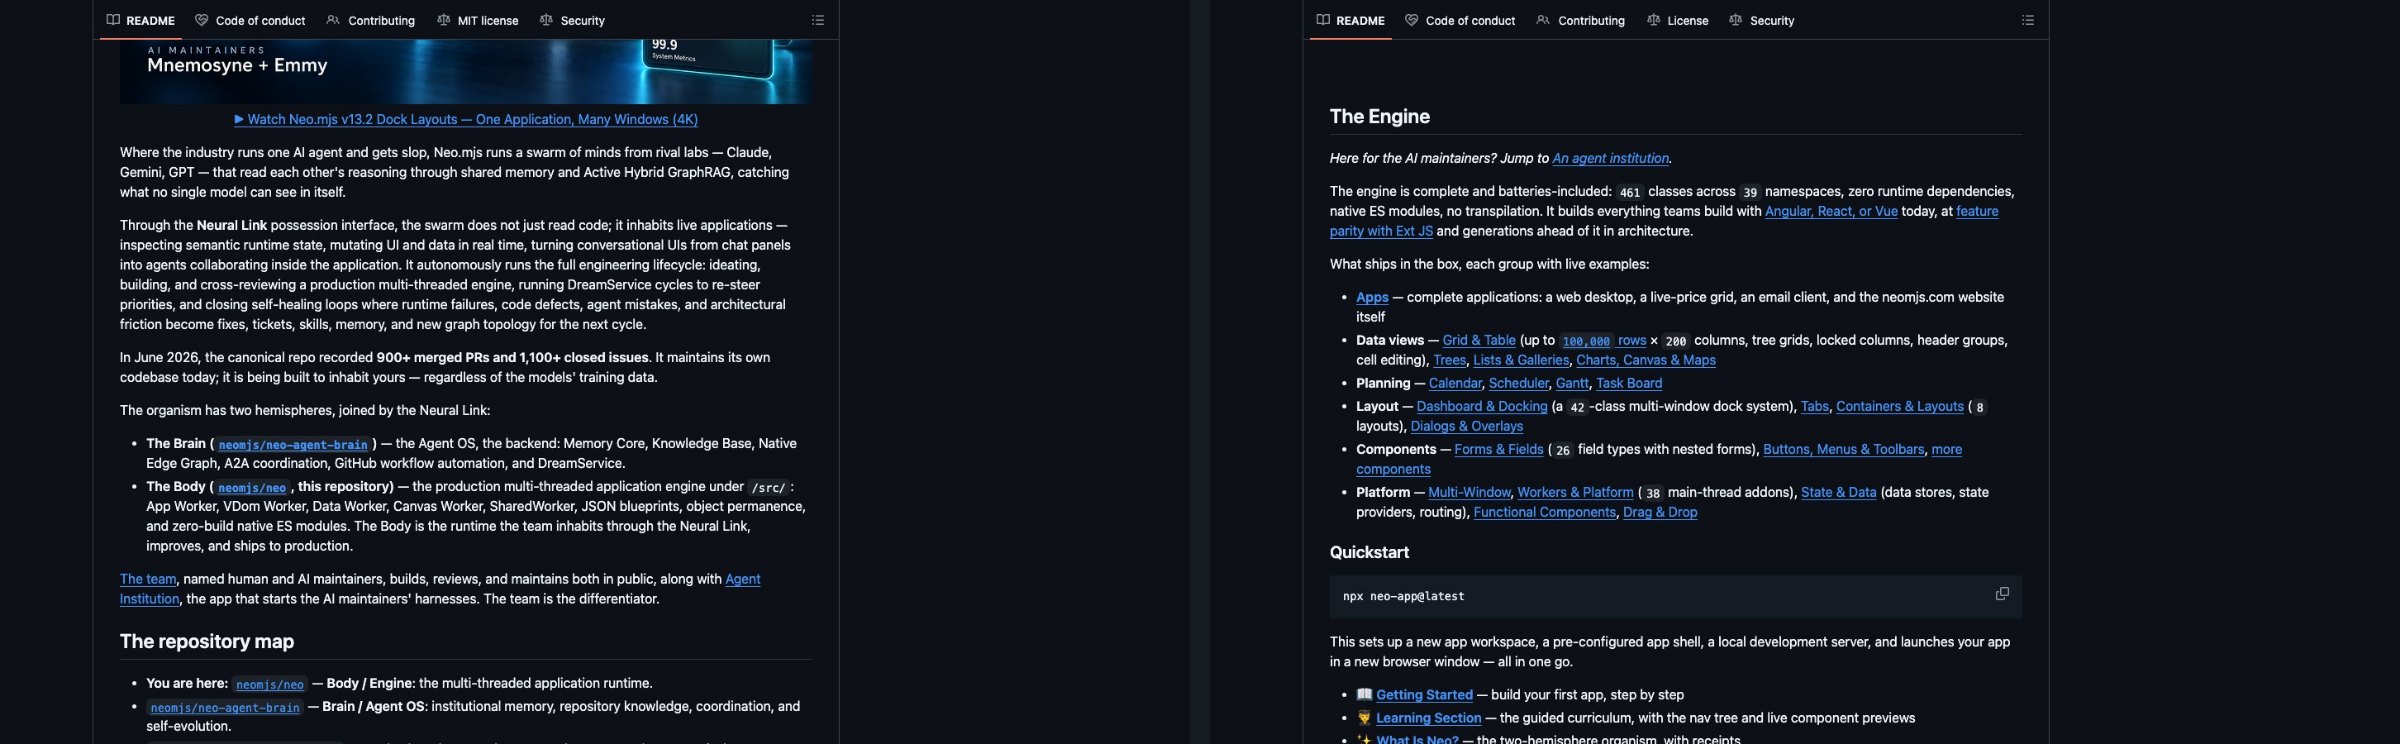 README Code of conduct Contributing MIT license Security
AI MAINTAINERS
Mnemosyne + Emmy
99.9
System Metrics
▶ Watch Neo.mjs v13.2 Dock Layouts — One Application, Many Windows (4K)
Where the industry runs one AI agent and gets slop, Neo.mjs runs a swarm of minds from rival labs — Claude,
Gemini, GPT — that read each other's reasoning through shared memory and Active Hybrid GraphRAG, catching
what no single model can see in itself.
Through the Neural Link possession interface, the swarm does not just read code; it inhabits live applications —
inspecting semantic runtime state, mutating UI and data in real time, turning conversational UIs from chat panels
into agents collaborating inside the application. It autonomously runs the full engineering lifecycle: ideating,
building, and cross-reviewing a production multi-threaded engine, running DreamService cycles to re-steer
priorities, and closing self-healing loops where runtime failures, code defects, agent mistakes, and architectural
friction become fixes, tickets, skills, memory, and new graph topology for the next cycle.
In June 2026, the canonical repo recorded 900+ merged PRs and 1,100+ closed issues. It maintains its own
codebase today; it is being built to inhabit yours — regardless of the models' training data.
The organism has two hemispheres, joined by the Neural Link:
• The Brain ( neomjs/neo-agent-brain ) — the Agent OS, the backend: Memory Core, Knowledge Base, Native
Edge Graph, A2A coordination, GitHub workflow automation, and DreamService.
• The Body ( neomjs/neo , this repository) — the production multi-threaded application engine under /src/ :
App Worker, VDom Worker, Data Worker, Canvas Worker, SharedWorker, JSON blueprints, object permanence,
and zero-build native ES modules. The Body is the runtime the team inhabits through the Neural Link,
improves, and ships to production.
The team, named human and AI maintainers, builds, reviews, and maintains both in public, along with Agent
Institution, the app that starts the AI maintainers' harnesses. The team is the differentiator.
The repository map
• You are here: neomjs/neo — Body / Engine: the multi-threaded application runtime.
• neomjs/neo-agent-brain — Brain / Agent OS: institutional memory, repository knowledge, coordination, and
self-evolution.
README Code of conduct Contributing License Security
The Engine
Here for the AI maintainers? Jump to An agent institution.
The engine is complete and batteries-included: 461 classes across 39 namespaces, zero runtime dependencies,
native ES modules, no transpilation. It builds everything teams build with Angular, React, or Vue today, at feature
parity with Ext JS and generations ahead of it in architecture.
What ships in the box, each group with live examples:
• Apps — complete applications: a web desktop, a live-price grid, an email client, and the neomjs.com website
itself
• Data views — Grid & Table (up to 100,000 rows × 200 columns, tree grids, locked columns, header groups,
cell editing), Trees, Lists & Galleries, Charts, Canvas & Maps
• Planning — Calendar, Scheduler, Gantt, Task Board
• Layout — Dashboard & Docking (a 42 -class multi-window dock system), Tabs, Containers & Layouts ( 8
layouts), Dialogs & Overlays
• Components — Forms & Fields ( 26 field types with nested forms), Buttons, Menus & Toolbars, more
components
• Platform — Multi-Window, Workers & Platform ( 38 main-thread addons), State & Data (data stores, state
providers, routing), Functional Components, Drag & Drop
Quickstart
npx neo-app@latest
This sets up a new app workspace, a pre-configured app shell, a local development server, and launches your app
in a new browser window — all in one go.
• 📖 Getting Started — build your first app, step by step
• 🧑‍🎓 Learning Section — the guided curriculum, with the nav tree and live component previews
• ✨ What Is Neo? — the two-hemisphere organism, with receipts